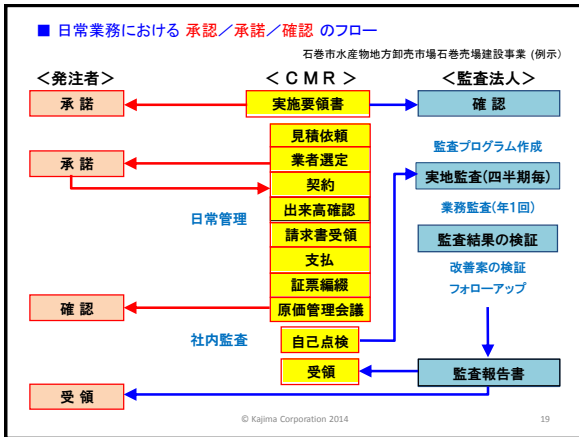 ■ 日常業務における 承認／承諾／確認 のフロー
石巻市水産物地方卸売市場石巻売場建設事業 (例示)
＜発注者＞
＜ＣＭＲ＞
＜監査法人＞
承 諾
実施要領書
確 認
見積依頼
監査プログラム作成
承 諾
業者選定
実地監査(四半期毎)
契約
日常管理
出来高確認
業務監査(年1回)
請求書受領
監査結果の検証
支払
改善案の検証
証票編綴
フォローアップ
確 認
原価管理会議
社内監査
自己点検
受領
監査報告書
受 領
© Kajima Corporation 2014
19